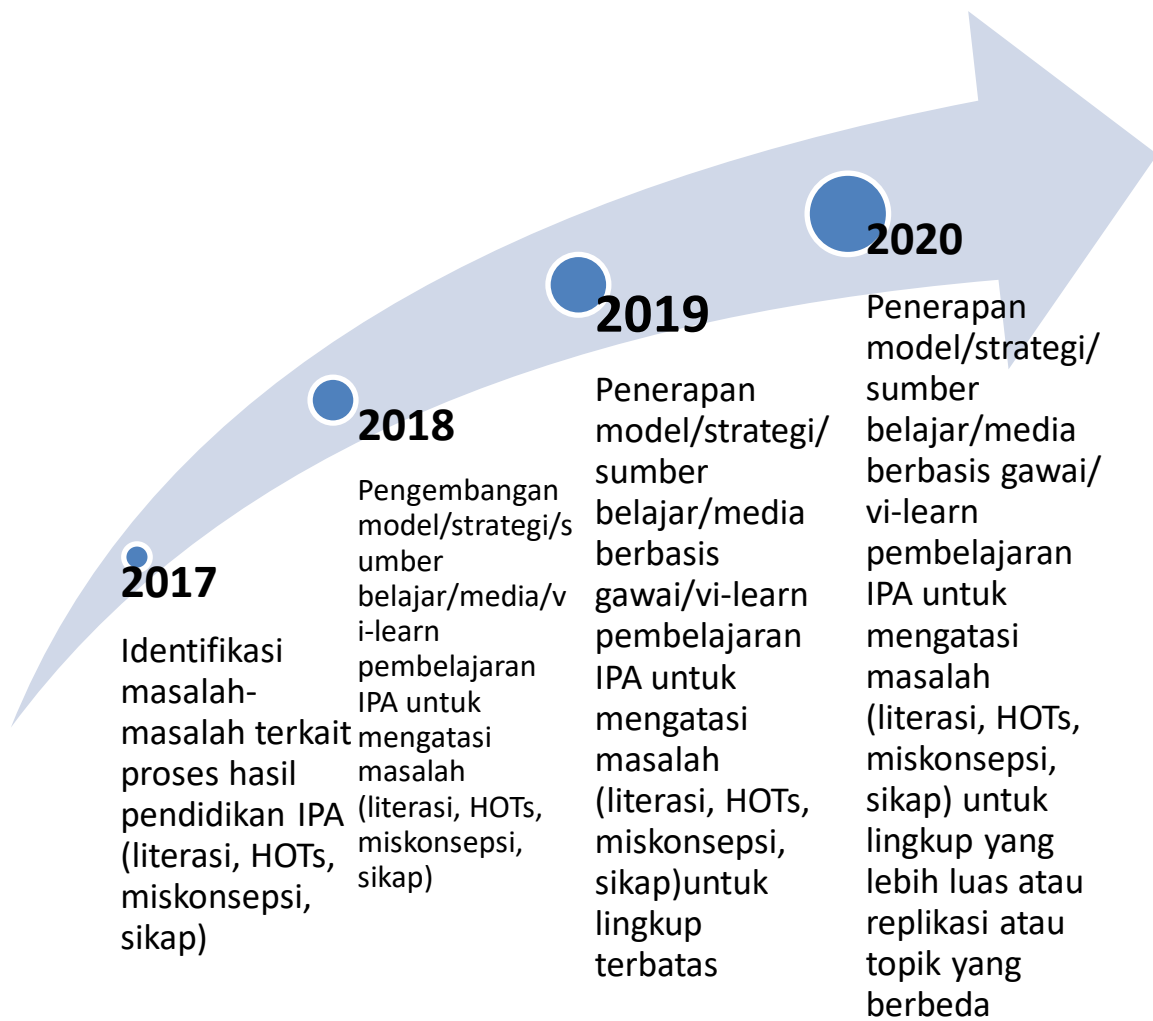 2017
Identifikasi
masalah-
masalah terkait
proses hasil
pendidikan IPA
(literasi, HOTs,
miskonsepsi,
sikap)
2018
Pengembangan
model/strategi/s
umber
belajar/media/v
i-learn
pembelajaran
IPA untuk
mengatasi
masalah
(literasi, HOTs,
miskonsepsi,
sikap)
2019
Penerapan
model/strategi/
sumber
belajar/media
berbasis
gawai/vi-learn
pembelajaran
IPA untuk
mengatasi
masalah
(literasi, HOTs,
miskonsepsi,
sikap)untuk
lingkup
terbatas
2020
Penerapan
model/strategi/
sumber
belajar/media
berbasis gawai/
vi-learn
pembelajaran
IPA untuk
mengatasi
masalah
(literasi, HOTs,
miskonsepsi,
sikap) untuk
lingkup yang
lebih luas atau
replikasi atau
topik yang
berbeda